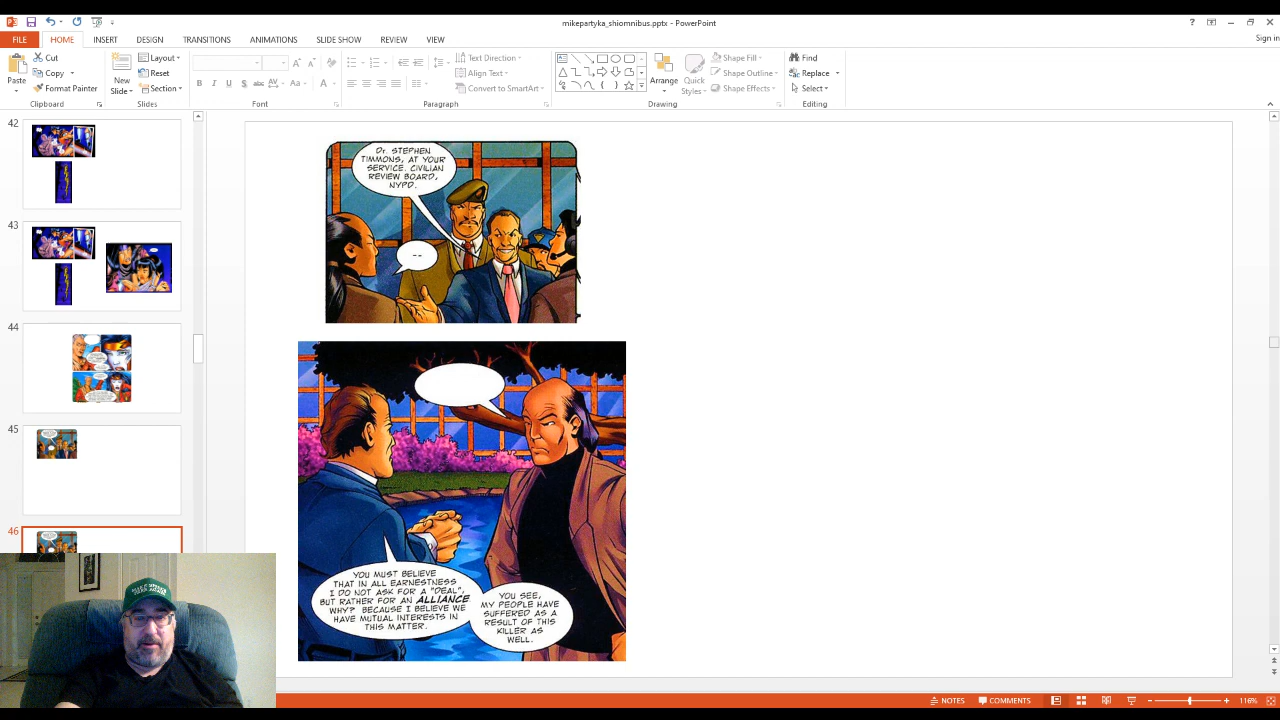 mikepartyka_shiomnibus.pptx - PowerPoint
Sign in
FILE HOME INSERT DESIGN TRANSITIONS ANIMATIONS SLIDE SHOW REVIEW VIEW
Paste
Cut
Copy
Format Painter
Clipboard
New
Slide
Layout
Reset
Section
Slides
Font
Text Direction
Align Text
Convert to SmartArt
Paragraph
Arrange
Quick
Styles
Shape Fill
Shape Outline
Shape Effects
Drawing
Find
Replace
Select
Editing
42
43
44
45
46
Dr. STEPHEN
TIMMONS, AT YOUR
SERVICE. CIVILIAN
REVIEW BOARD,
NYPD.
--
YOU MUST BELIEVE
THAT IN ALL EARNESTNESS
I DO NOT ASK FOR A "DEAL",
BUT RATHER FOR AN ALLIANCE.
WHY? BECAUSE I BELIEVE WE
HAVE MUTUAL INTERESTS IN
THIS MATTER.
YOU SEE,
MY PEOPLE HAVE
SUFFERED AS A
RESULT OF THIS
KILLER AS
WELL.
NOTES COMMENTS 116%